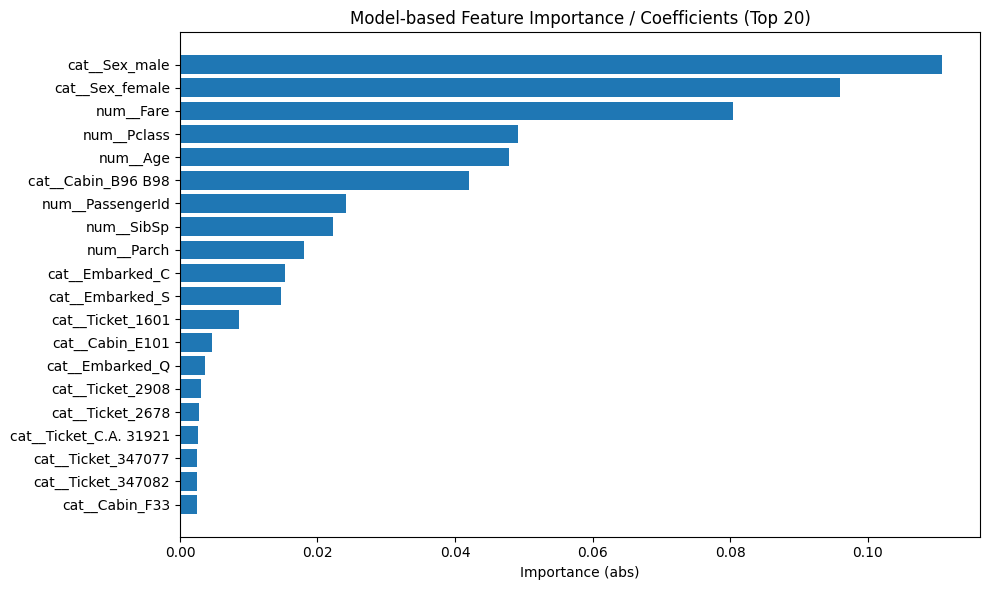 Model-based Feature Importance / Coefficients (Top 20)
cat__Sex_male
cat__Sex_female
num__Fare
num__Pclass
num__Age
cat__Cabin_B96 B98
num__PassengerId
num__SibSp
num__Parch
cat__Embarked_C
cat__Embarked_S
cat__Ticket_1601
cat__Cabin_E101
cat__Embarked_Q
cat__Ticket_2908
cat__Ticket_2678
cat__Ticket_C.A. 31921
cat__Ticket_347077
cat__Ticket_347082
cat__Cabin_F33
0.00 0.02 0.04 0.06 0.08 0.10
Importance (abs)